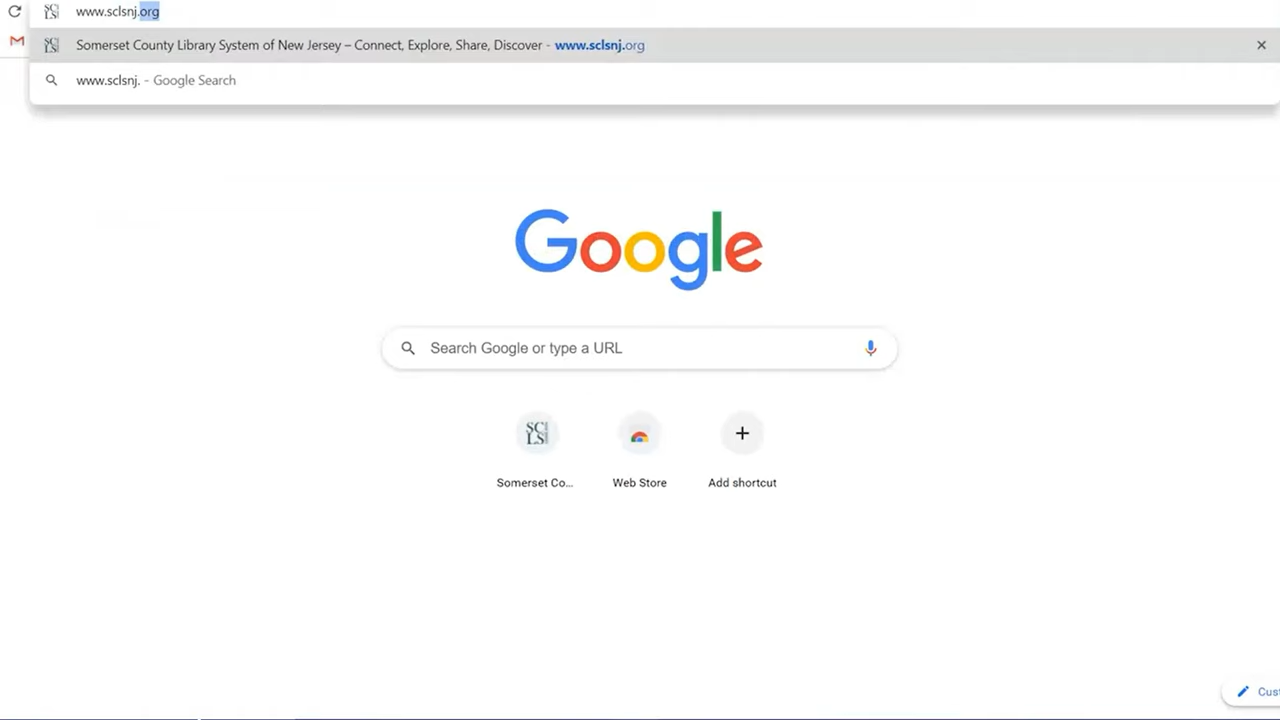 www.sclsnj.org
Somerset County Library System of New Jersey – Connect, Explore, Share, Discover - www.sclsnj.org
www.sclsnj. - Google Search
Google
Search Google or type a URL
SC
LS
Somerset Co...
Web Store
Add shortcut
Cust